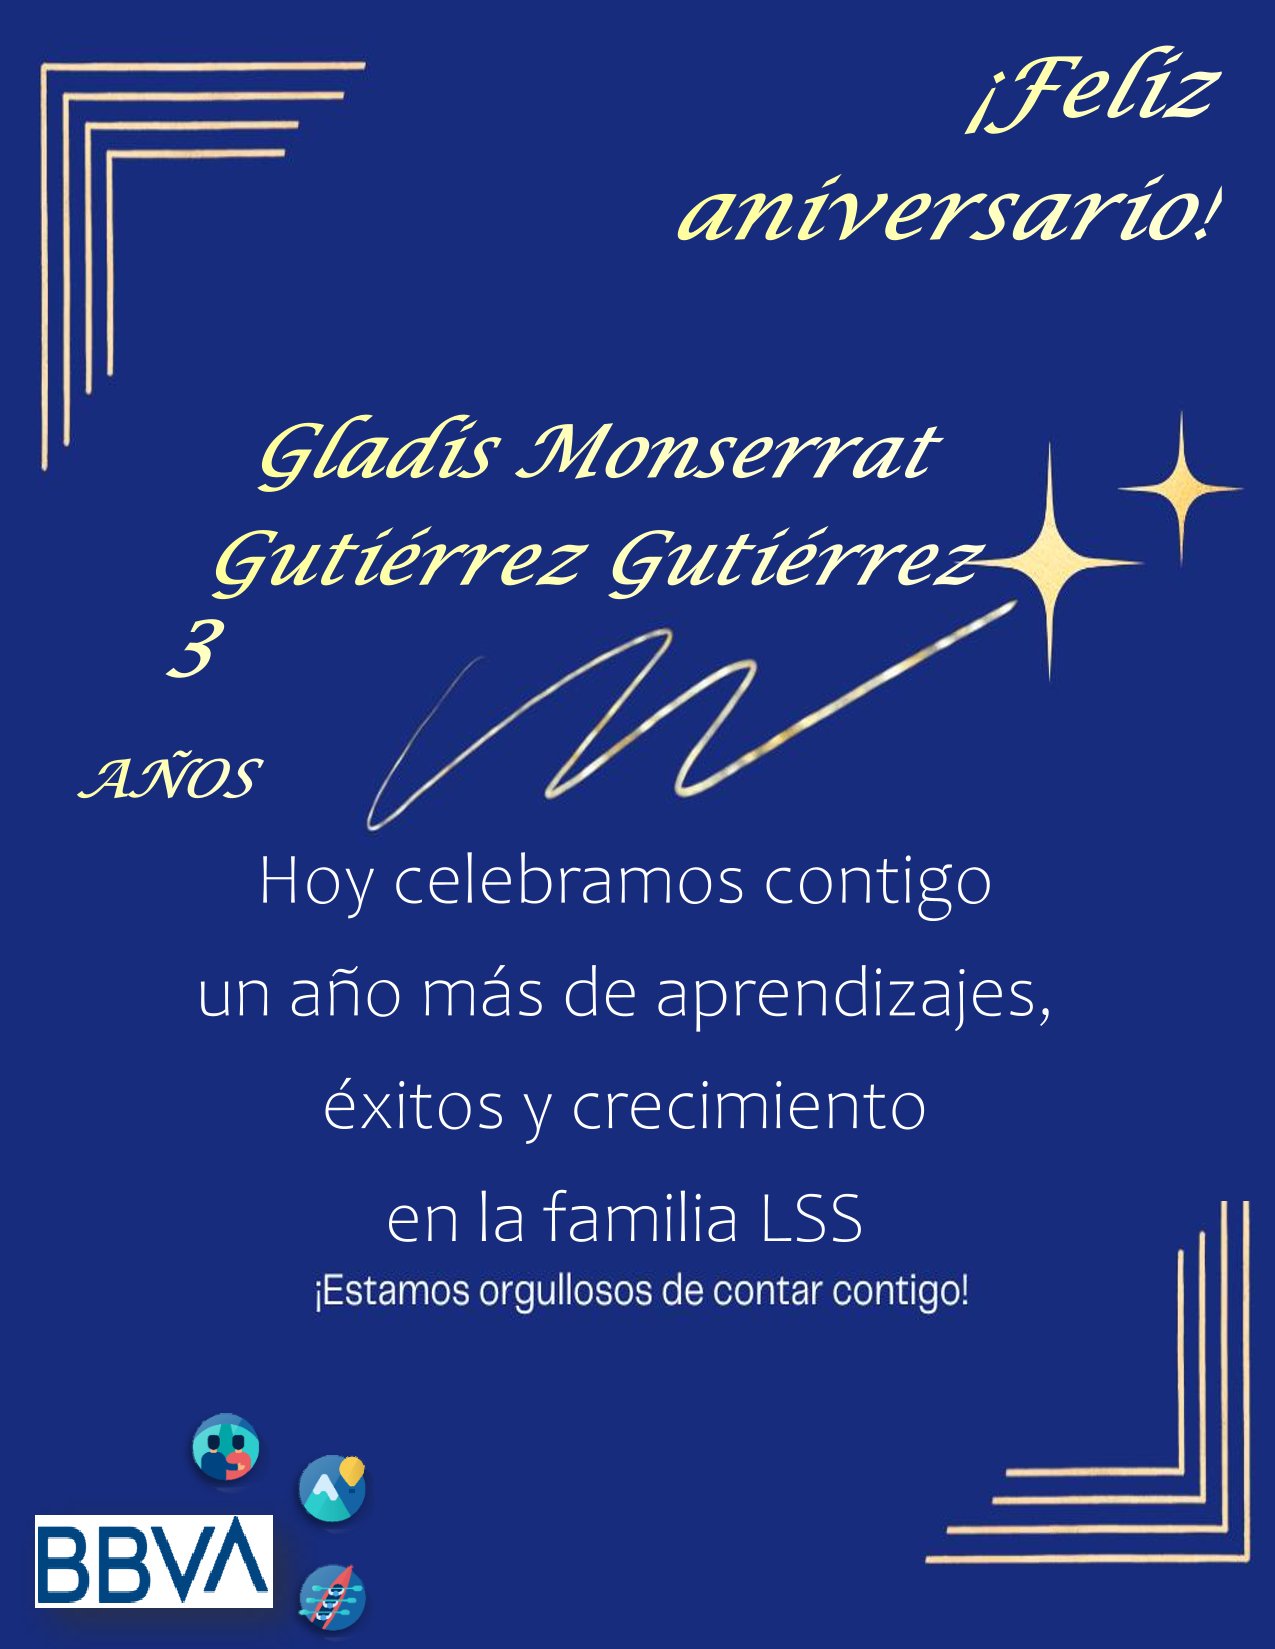 ¡Feliz
aniversario!
Gladis Monserrat
Gutiérrez Gutiérrez
3
AÑOS
Hoy celebramos contigo
un año más de aprendizajes,
éxitos y crecimiento
en la familia LSS
¡Estamos orgullosos de contar contigo!
BBVA